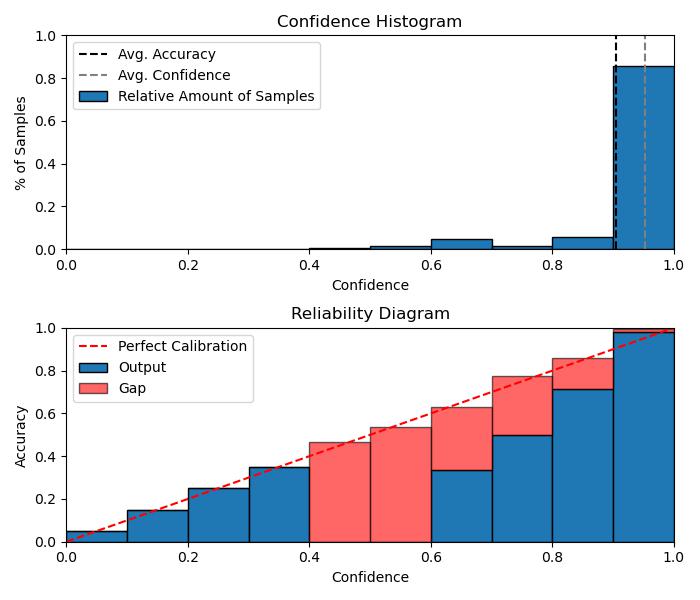 Confidence Histogram
1.0
0.8
0.6
0.4
0.2
0.0
% of Samples
Avg. Accuracy
Avg. Confidence
Relative Amount of Samples
0.0 0.2 0.4 0.6 0.8 1.0
Confidence
Reliability Diagram
1.0
0.8
0.6
0.4
0.2
0.0
Accuracy
Perfect Calibration
Output
Gap
0.0 0.2 0.4 0.6 0.8 1.0
Confidence